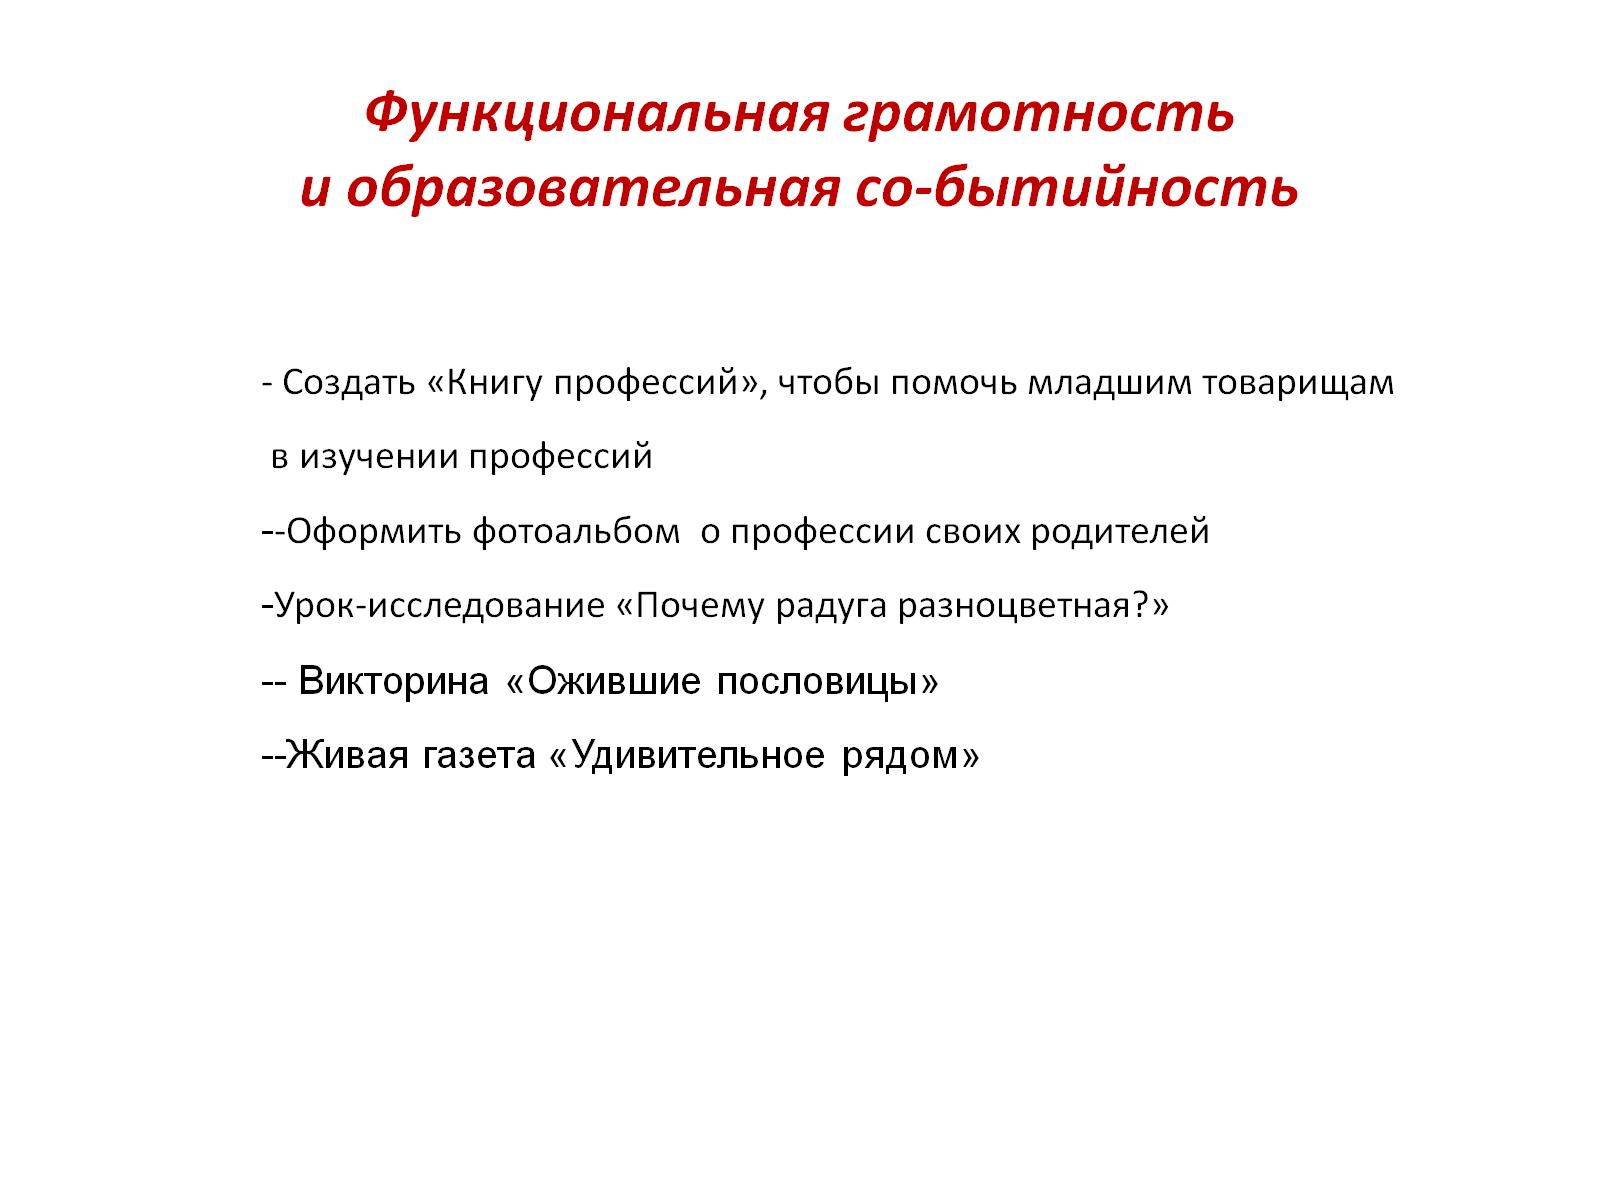 Функциональная грамотность
и образовательная со-бытийность
- Создать «Книгу профессий», чтобы помочь младшим товарищам
в изучении профессий
--Оформить фотоальбом  о профессии своих родителей
-Урок-исследование «Почему радуга разноцветная?»
-- Викторина «Ожившие пословицы»
--Живая газета «Удивительное рядом»